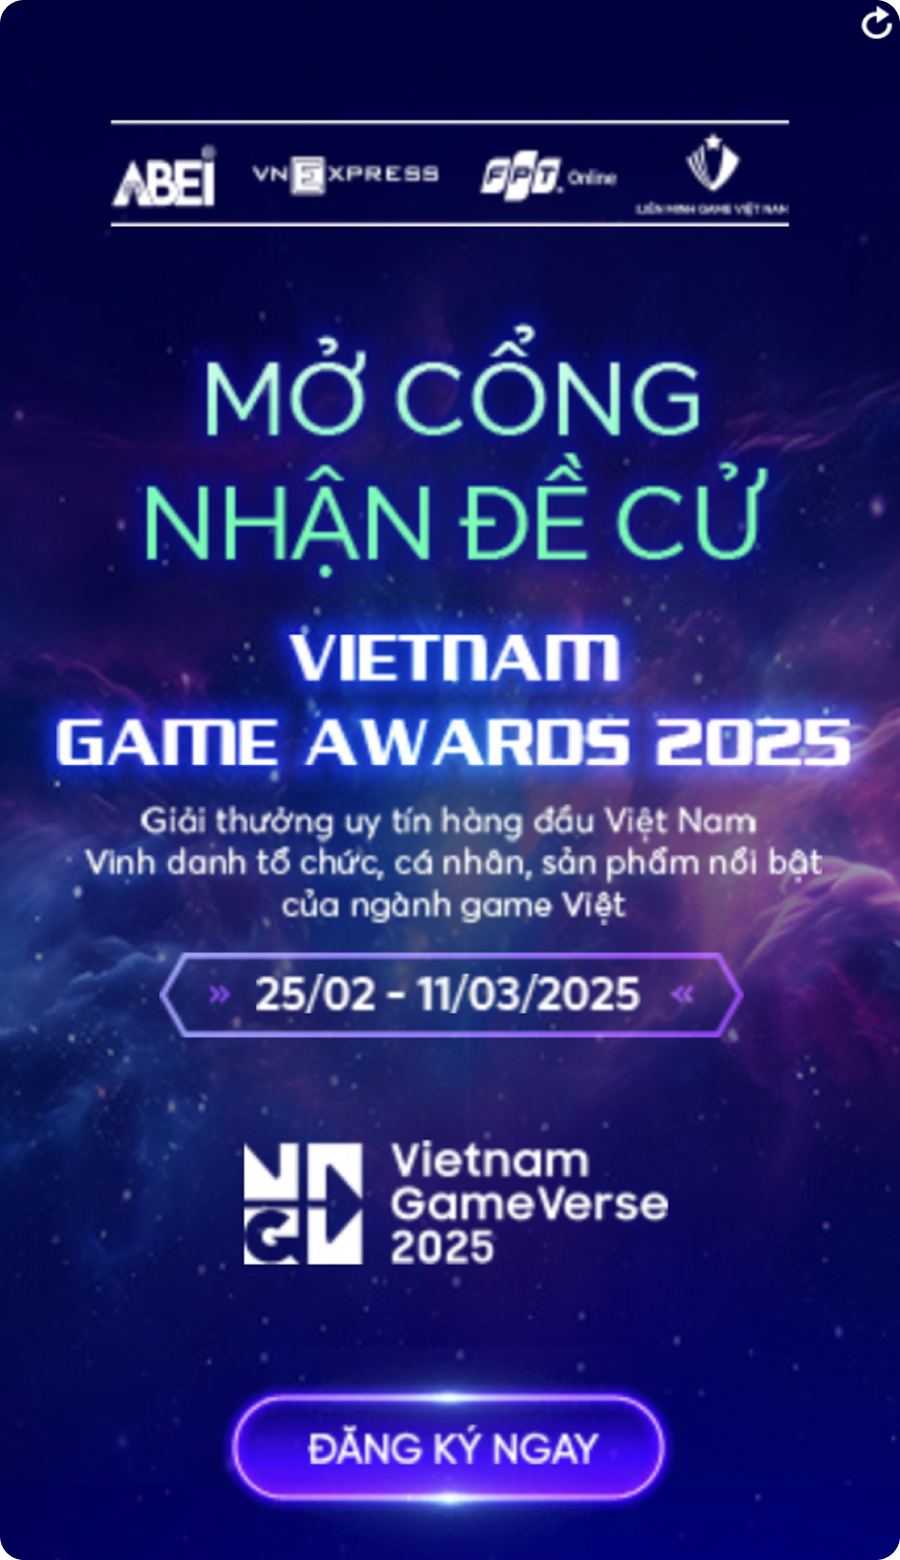 ABEI VNEXPRESS FPT Online
LIÊN MINH GAME VIỆT NAM
MỞ CỔNG
NHẬN ĐỀ CỬ
VIETNAM
GAME AWARDS 2025
Giải thưởng uy tín hàng đầu Việt Nam
Vinh danh tổ chức, cá nhân, sản phẩm nổi bật
của ngành game Việt
» 25/02 - 11/03/2025 «
Vietnam
GameVerse
2025
ĐĂNG KÝ NGAY